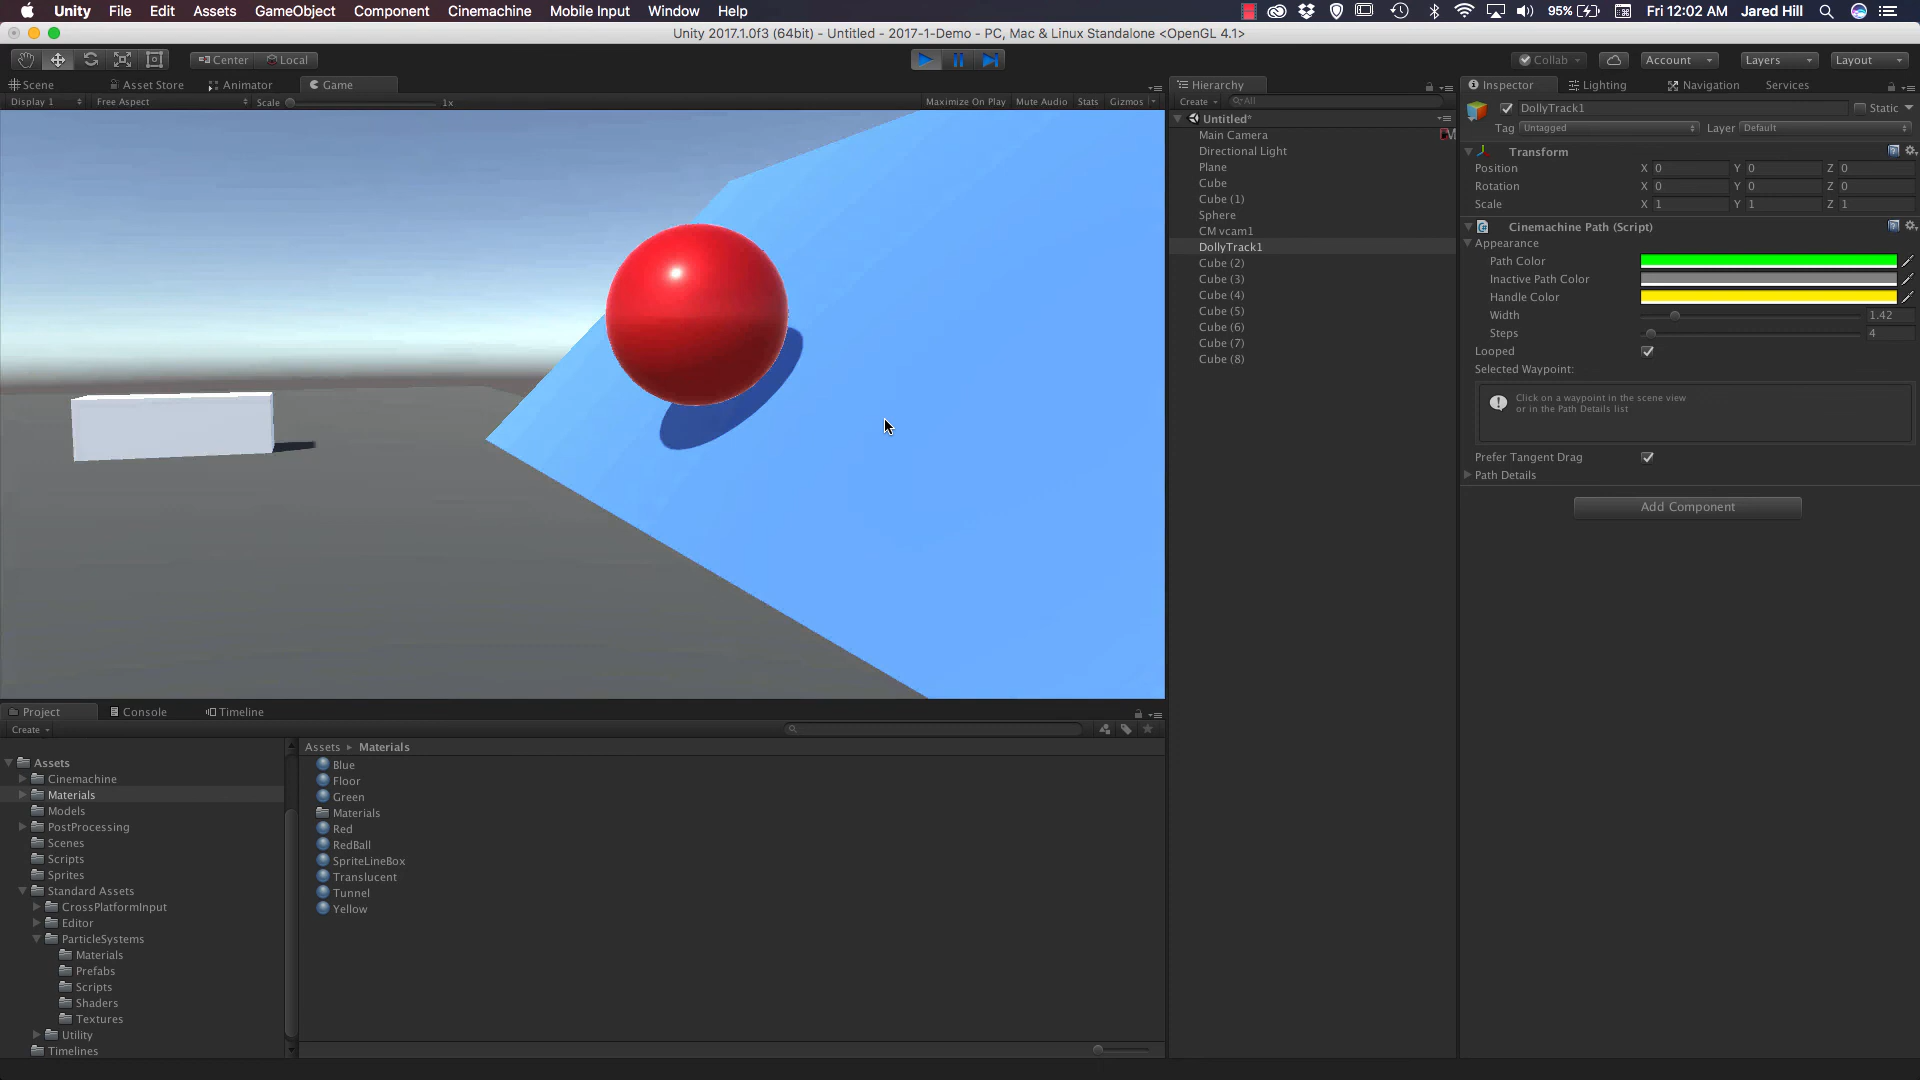 Unity File Edit Assets GameObject Component Cinemachine Mobile Input Window Help 95% Fri 12:02 AM Jared Hill
Unity 2017.1.0f3 (64bit) - Untitled - 2017-1-Demo - PC, Mac & Linux Standalone <OpenGL 4.1>
Center Local Collab Account Layers Layout
Scene Asset Store Animator Game
Display 1 Free Aspect Scale 1x Maximize On Play Mute Audio Stats Gizmos
Hierarchy
Create All
Untitled*
Main Camera
Directional Light
Plane
Cube
Cube (1)
Sphere
CM vcam1
DollyTrack1
Cube (2)
Cube (3)
Cube (4)
Cube (5)
Cube (6)
Cube (7)
Cube (8)
Inspector Lighting Navigation Services
DollyTrack1 Static
Tag Untagged Layer Default
Transform
Position X 0 Y 0 Z 0
Rotation X 0 Y 0 Z 0
Scale X 1 Y 1 Z 1
Cinemachine Path (Script)
Appearance
Path Color
Inactive Path Color
Handle Color
Width 1.42
Steps 4
Looped
Selected Waypoint:
Click on a waypoint in the scene view
or in the Path Details list
Prefer Tangent Drag
Path Details
Add Component
Project Console Timeline
Create
Assets
Cinemachine
Materials
Models
PostProcessing
Scenes
Scripts
Sprites
Standard Assets
CrossPlatformInput
Editor
ParticleSystems
Materials
Prefabs
Scripts
Shaders
Textures
Utility
Timelines
Assets Materials
Blue
Floor
Green
Materials
Red
RedBall
SpriteLineBox
Translucent
Tunnel
Yellow